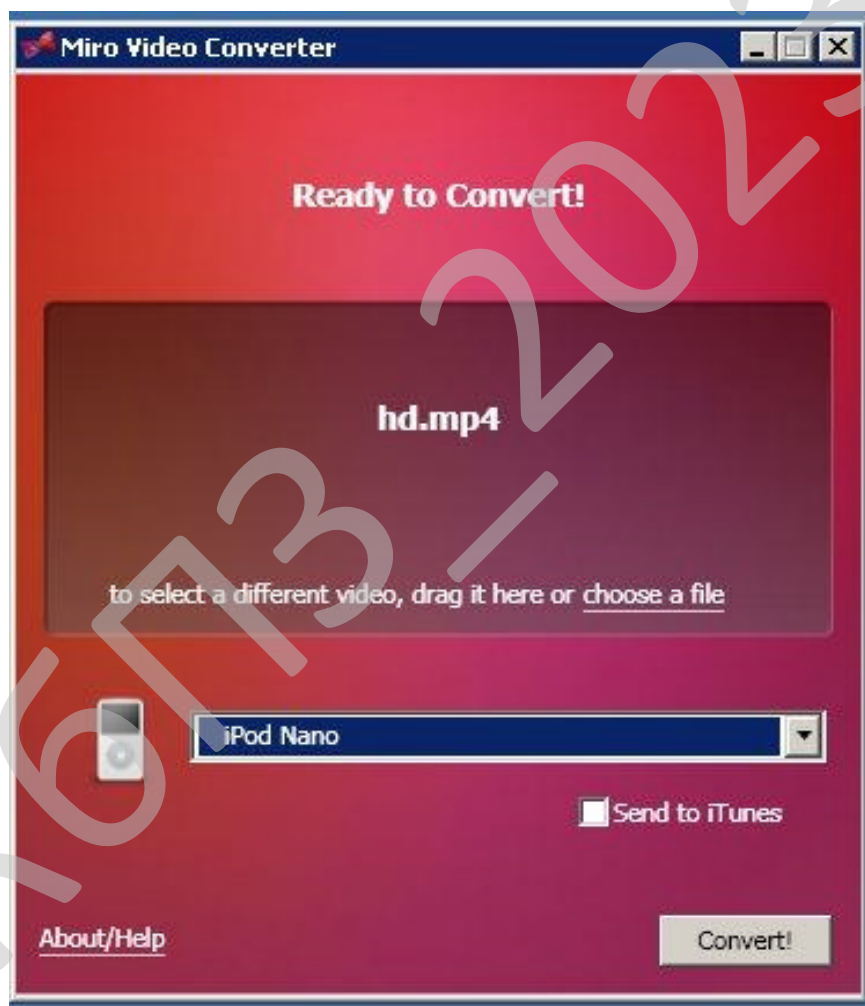 Miro Video Converter
Ready to Convert!
hd.mp4
to select a different video, drag it here or choose a file
iPod Nano
Send to iTunes
About/Help
Convert!